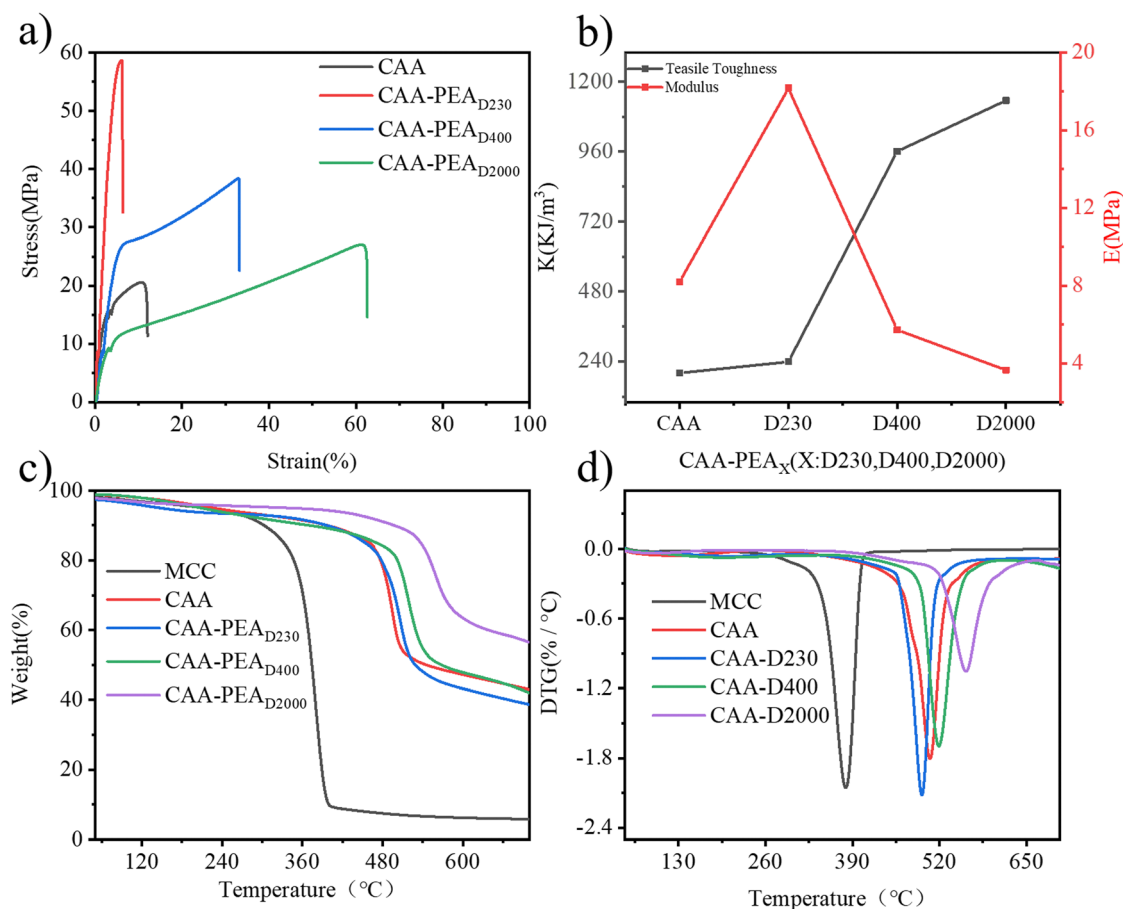 a)
60
50
40
30
20
10
0
Stress(MPa)
0 20 40 60 80 100
Strain(%)
CAA
CAA-PEAD230
CAA-PEAD400
CAA-PEAD2000
b)
1200
960
720
480
240
K(KJ/m³)
Teasile Toughness
Modulus
20
16
12
8
4
E(MPa)
CAA D230 D400 D2000
CAA-PEAX(X:D230,D400,D2000)
c)
100
80
60
40
20
0
Weight(%)
MCC
CAA
CAA-PEAD230
CAA-PEAD400
CAA-PEAD2000
120 240 360 480 600
Temperature（°C）
d)
0.0
-0.6
-1.2
-1.8
-2.4
DTG(% / °C)
MCC
CAA
CAA-D230
CAA-D400
CAA-D2000
130 260 390 520 650
Temperature（°C）